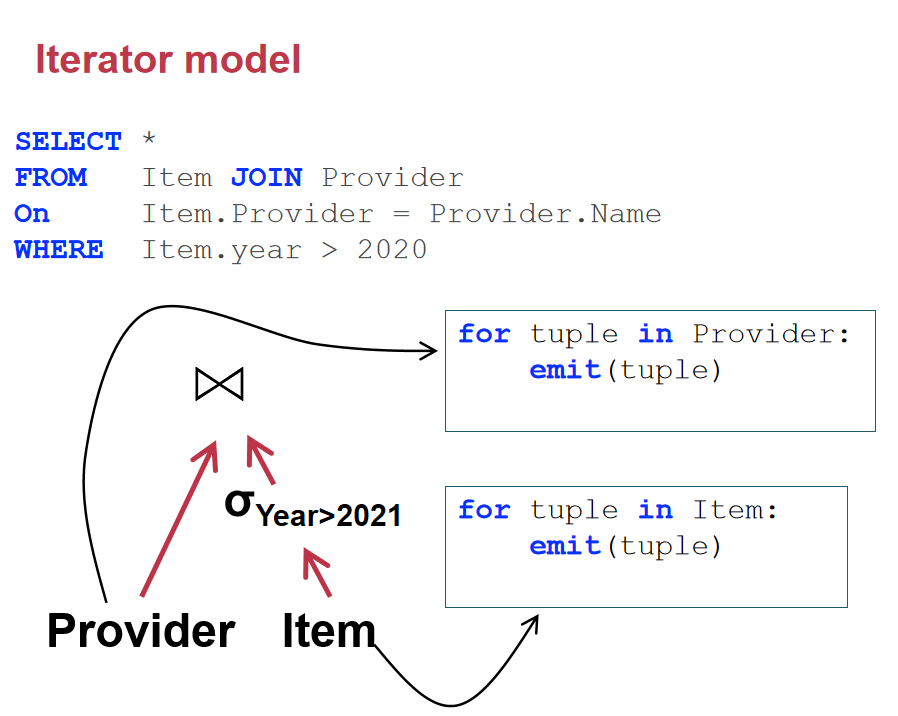 Iterator model
SELECT *
FROM Item JOIN Provider
On Item.Provider = Provider.Name
WHERE Item.year > 2020
for tuple in Provider:
emit(tuple)
⋈
σYear>2021
for tuple in Item:
emit(tuple)
Provider Item